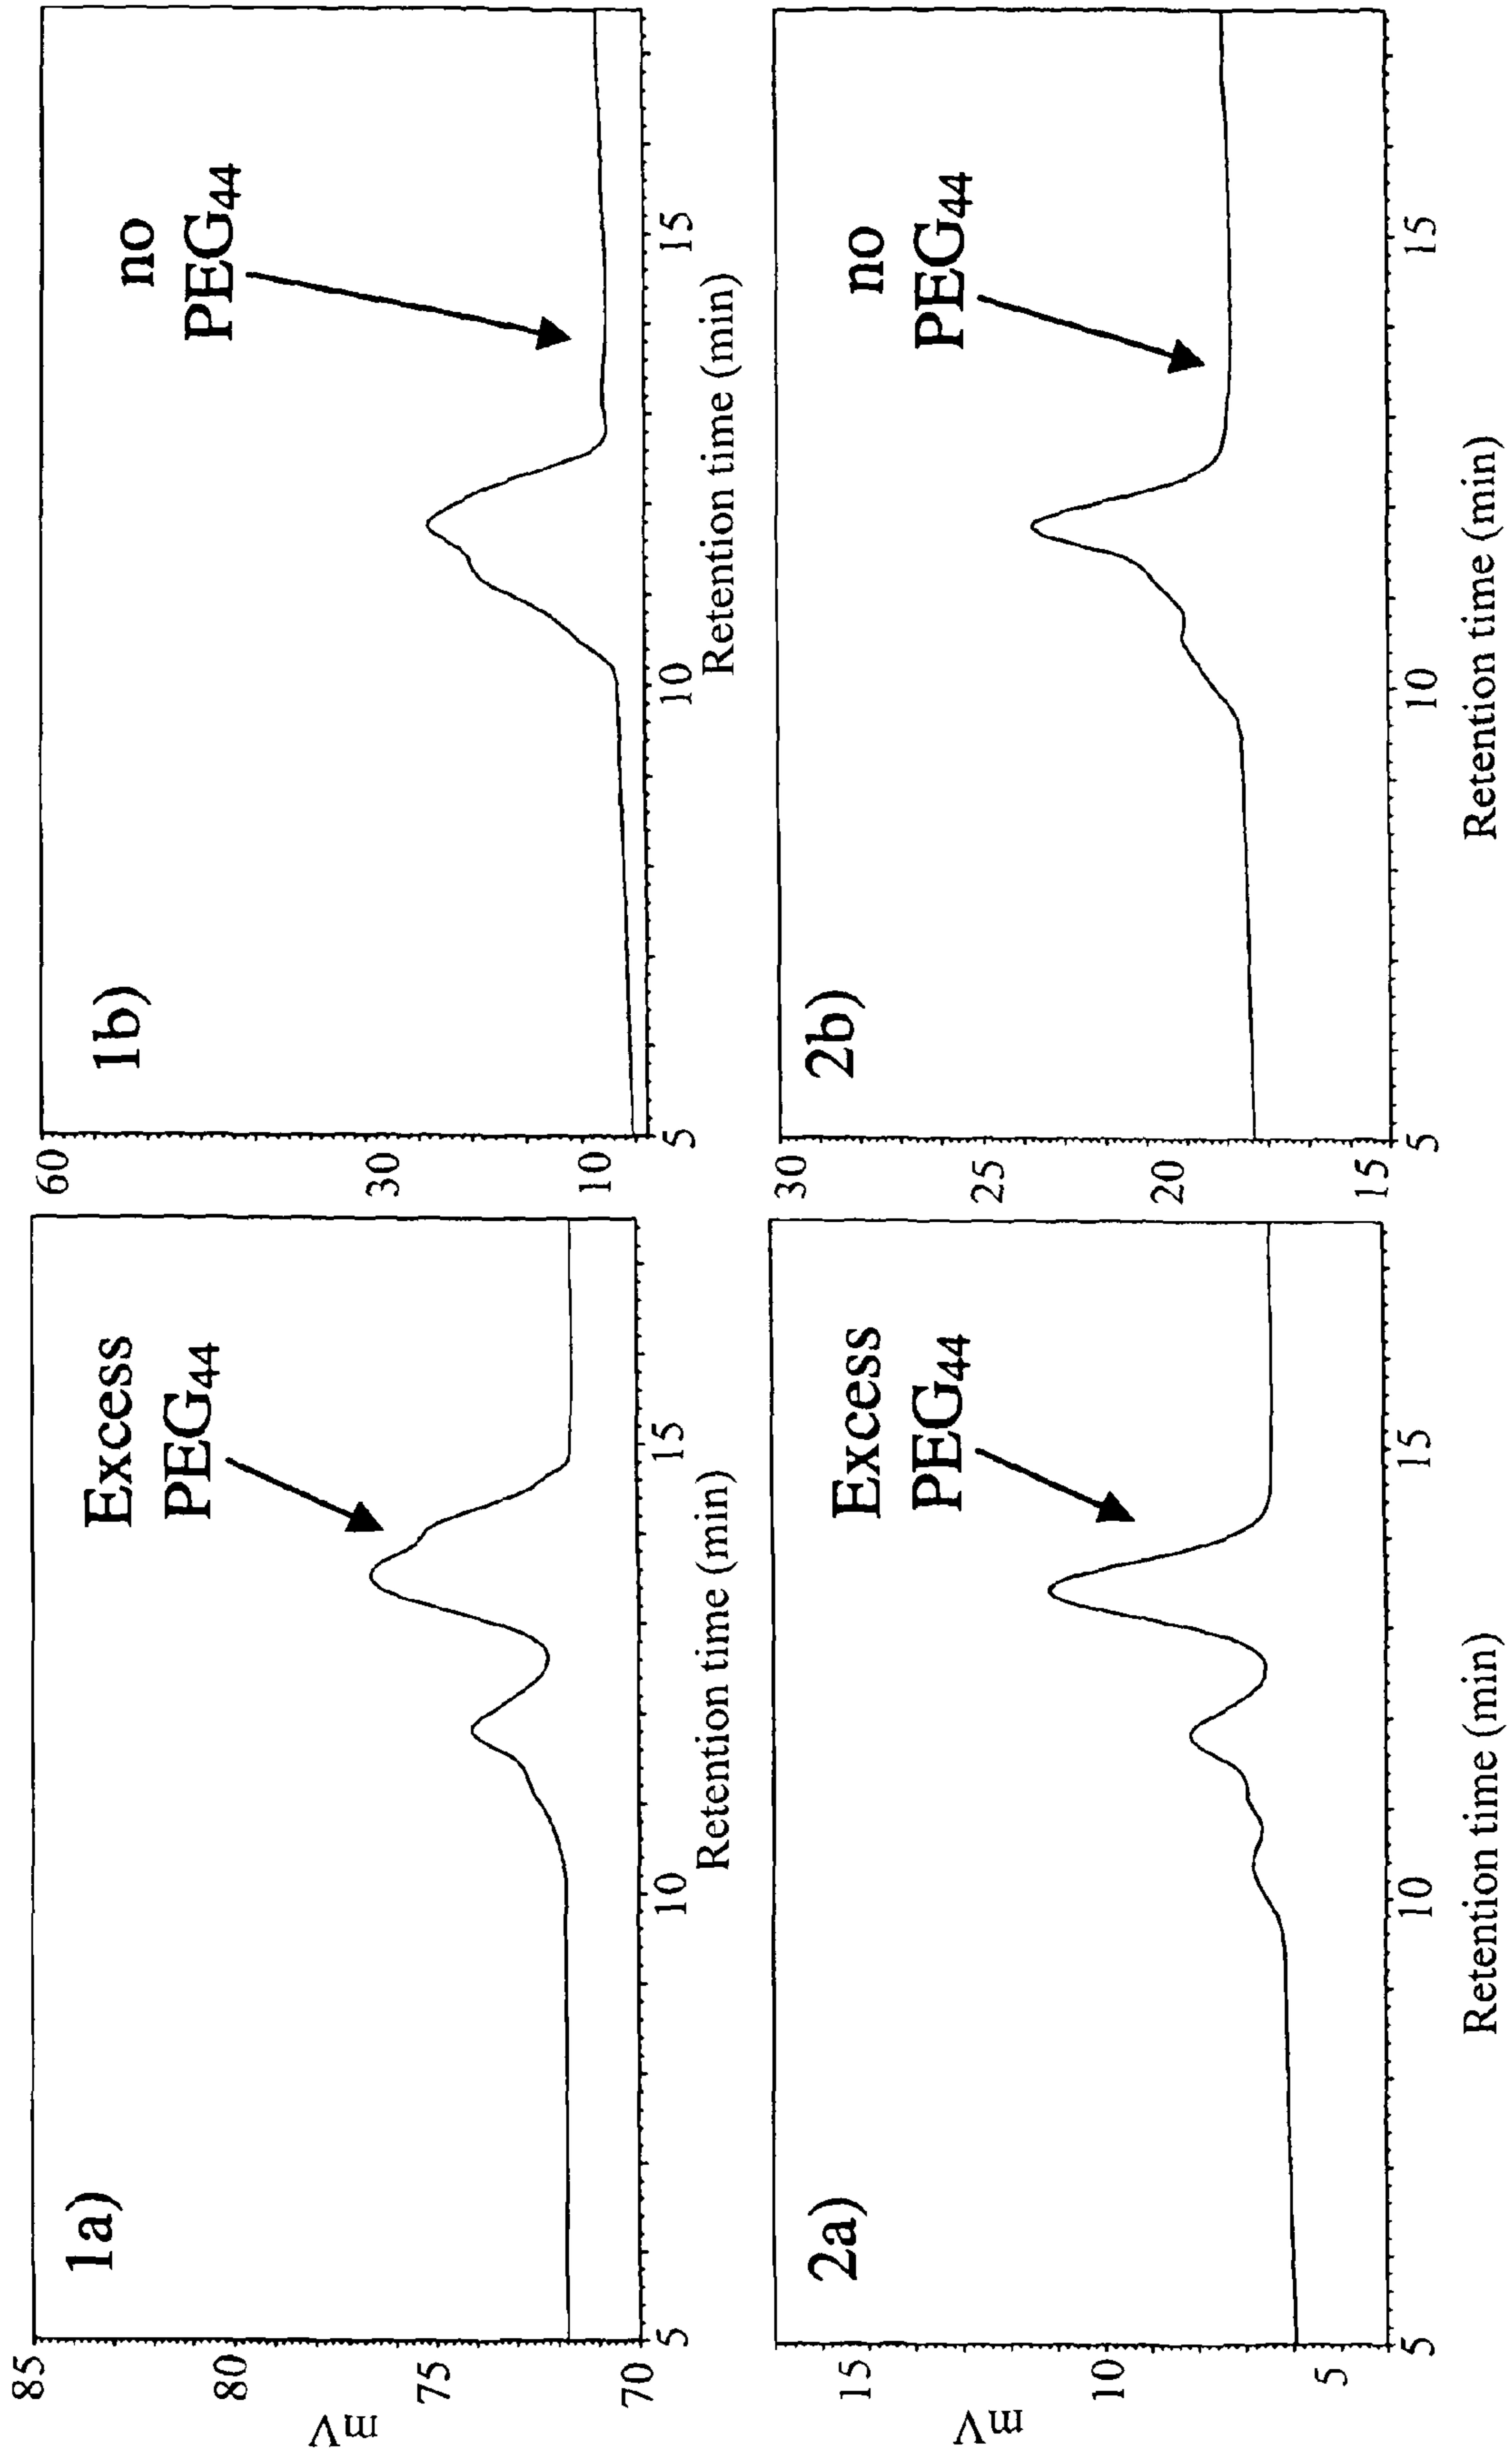 1a)
Excess
PEG44
85
80
75
70
mV
5
10
15
Retention time (min)
1b)
no
PEG44
60
30
10
5
10
15
Retention time (min)
2a)
Excess
PEG44
15
10
5
mV
5
10
15
Retention time (min)
2b)
no
PEG44
30
25
20
15
5
10
15
Retention time (min)